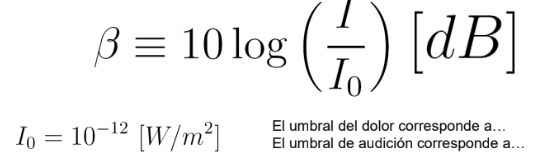 β ≡ 10 log (I / I₀) [dB]
I₀ = 10⁻¹² [W/m²]
El umbral del dolor corresponde a…
El umbral de audición corresponde a…